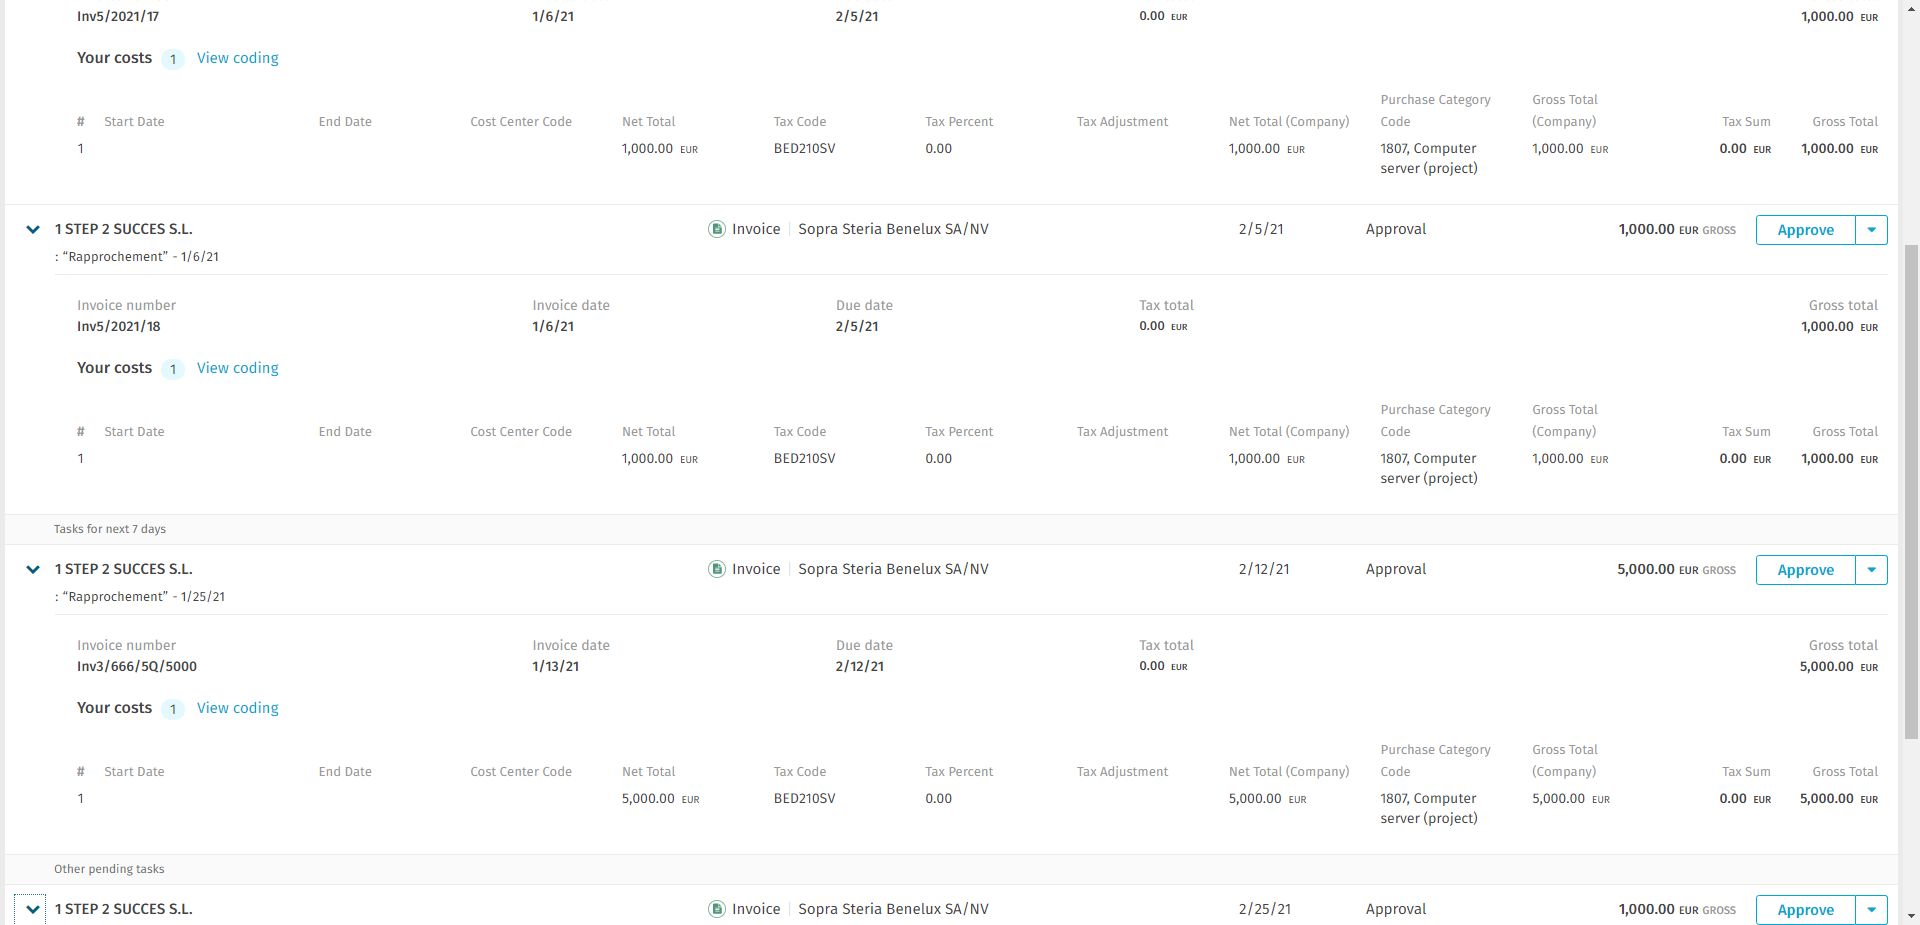 Inv5/2021/17 1/6/21 2/5/21 0.00 EUR 1,000.00 EUR
Your costs 1 View coding
# Start Date End Date Cost Center Code Net Total Tax Code Tax Percent Tax Adjustment Net Total (Company) Purchase Category Code Gross Total (Company) Tax Sum Gross Total
1 1,000.00 EUR BED210SV 0.00 1,000.00 EUR 1807, Computer server (project) 1,000.00 EUR 0.00 EUR 1,000.00 EUR
1 STEP 2 SUCCES S.L. Invoice Sopra Steria Benelux SA/NV 2/5/21 Approval 1,000.00 EUR GROSS Approve
: “Rapprochement” - 1/6/21
Invoice number Invoice date Due date Tax total Gross total
Inv5/2021/18 1/6/21 2/5/21 0.00 EUR 1,000.00 EUR
Your costs 1 View coding
# Start Date End Date Cost Center Code Net Total Tax Code Tax Percent Tax Adjustment Net Total (Company) Purchase Category Code Gross Total (Company) Tax Sum Gross Total
1 1,000.00 EUR BED210SV 0.00 1,000.00 EUR 1807, Computer server (project) 1,000.00 EUR 0.00 EUR 1,000.00 EUR
Tasks for next 7 days
1 STEP 2 SUCCES S.L. Invoice Sopra Steria Benelux SA/NV 2/12/21 Approval 5,000.00 EUR GROSS Approve
: “Rapprochement” - 1/25/21
Invoice number Invoice date Due date Tax total Gross total
Inv3/666/5Q/5000 1/13/21 2/12/21 0.00 EUR 5,000.00 EUR
Your costs 1 View coding
# Start Date End Date Cost Center Code Net Total Tax Code Tax Percent Tax Adjustment Net Total (Company) Purchase Category Code Gross Total (Company) Tax Sum Gross Total
1 5,000.00 EUR BED210SV 0.00 5,000.00 EUR 1807, Computer server (project) 5,000.00 EUR 0.00 EUR 5,000.00 EUR
Other pending tasks
1 STEP 2 SUCCES S.L. Invoice Sopra Steria Benelux SA/NV 2/25/21 Approval 1,000.00 EUR GROSS Approve